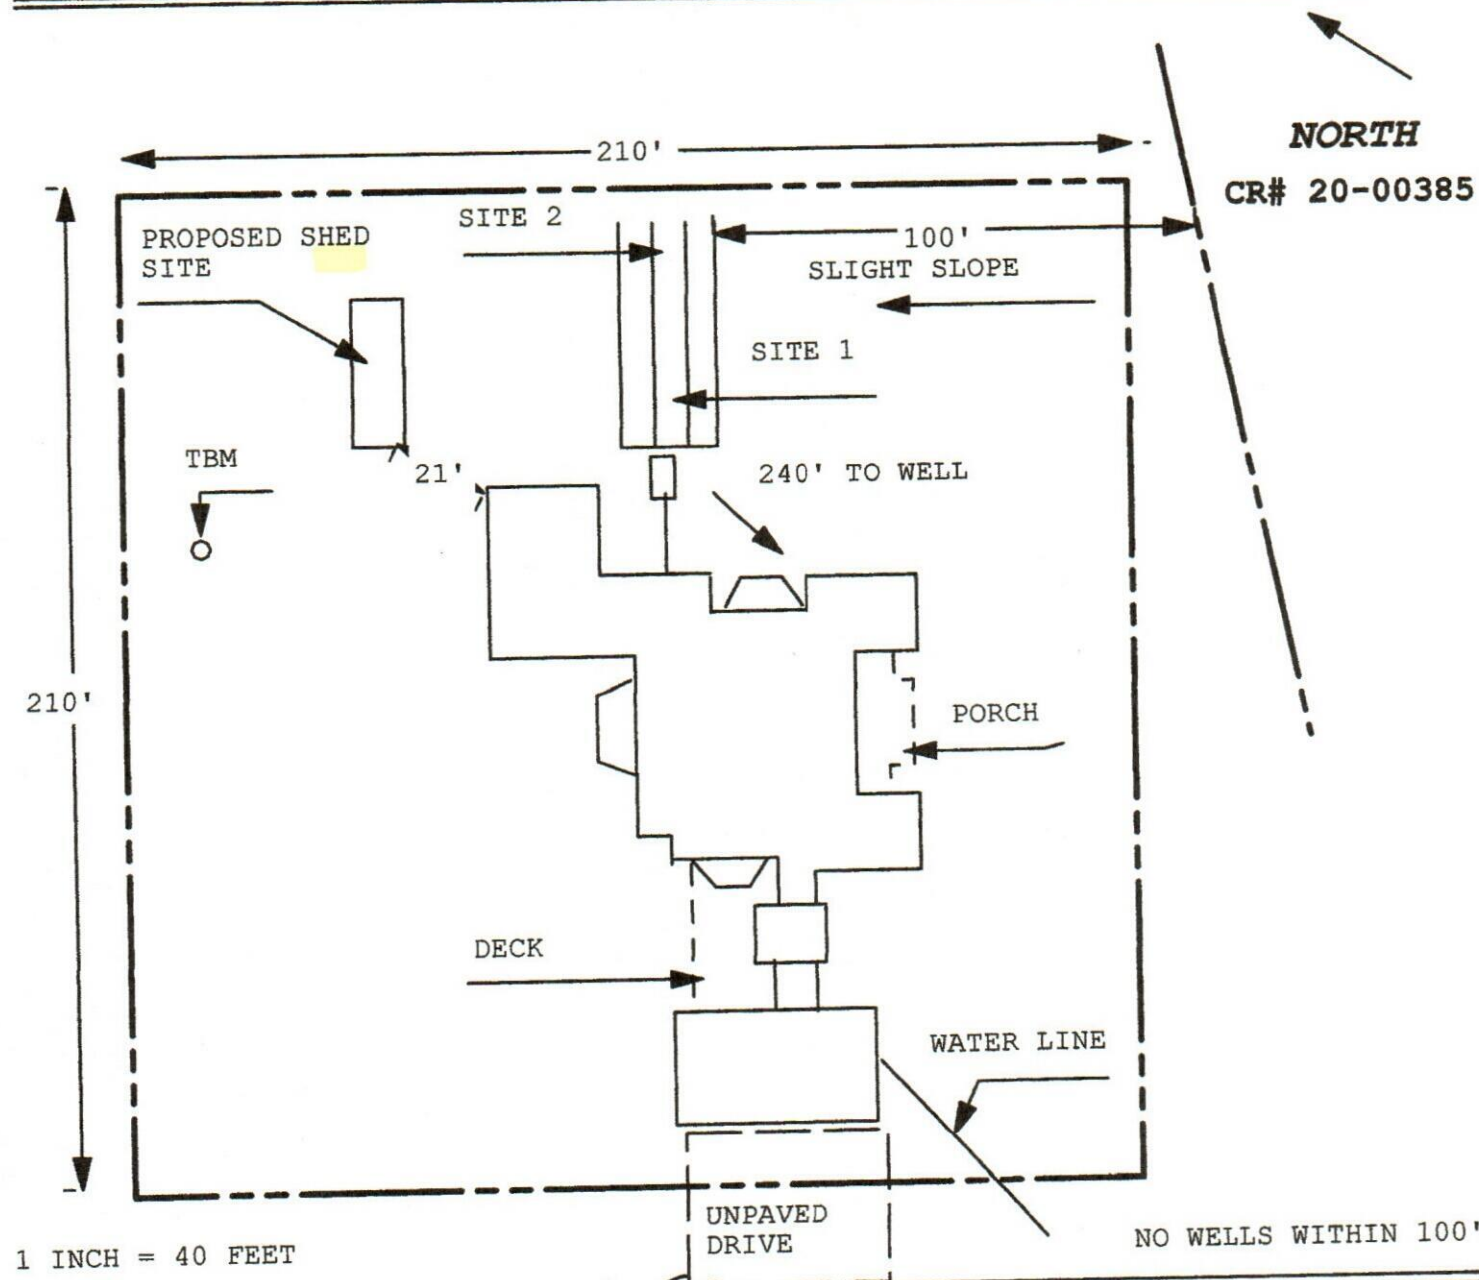 210'
NORTH
CR# 20-00385
SITE 2
PROPOSED SHED
SITE
100'
SLIGHT SLOPE
SITE 1
TBM
21'
240' TO WELL
210'
PORCH
DECK
WATER LINE
UNPAVED
DRIVE
NO WELLS WITHIN 100'
1 INCH = 40 FEET